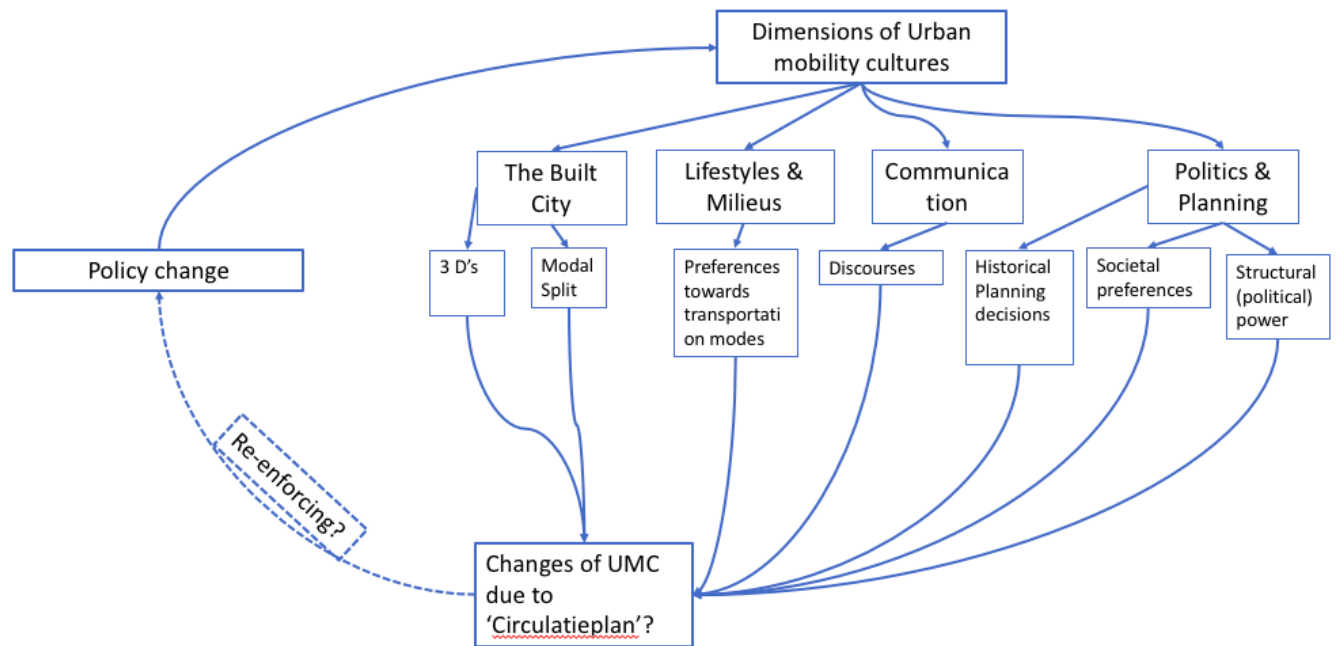 Dimensions of Urban
mobility cultures
The Built
City
Lifestyles &
Milieus
Communica
tion
Politics &
Planning
Policy change
3 D’s
Modal
Split
Preferences
towards
transportati
on modes
Discourses
Historical
Planning
decisions
Societal
preferences
Structural
(political)
power
Re-enforcing?
Changes of UMC
due to
‘Circulatieplan’?